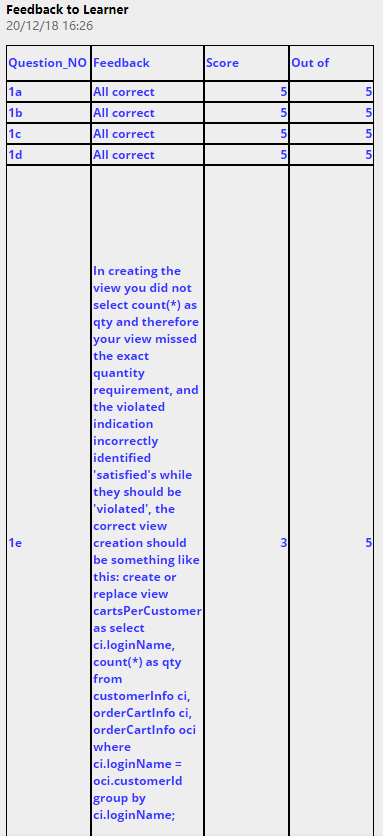 Feedback to Learner
20/12/18 16:26
Question_NO Feedback Score Out of
1a All correct 5 5
1b All correct 5 5
1c All correct 5 5
1d All correct 5 5
In creating the
view you did not
select count(*) as
qty and therefore
your view missed
the exact
quantity
requirement, and
the violated
indication
incorrectly
identified
'satisfied's while
they should be
'violated', the
correct view
creation should
1e be something like 3 5
this: create or
replace view
cartsPerCustomer
as select
ci.loginName,
count(*) as qty
from
customerInfo ci,
orderCartInfo ci,
orderCartInfo oci
where
ci.loginName =
oci.customerId
group by
ci.loginName;